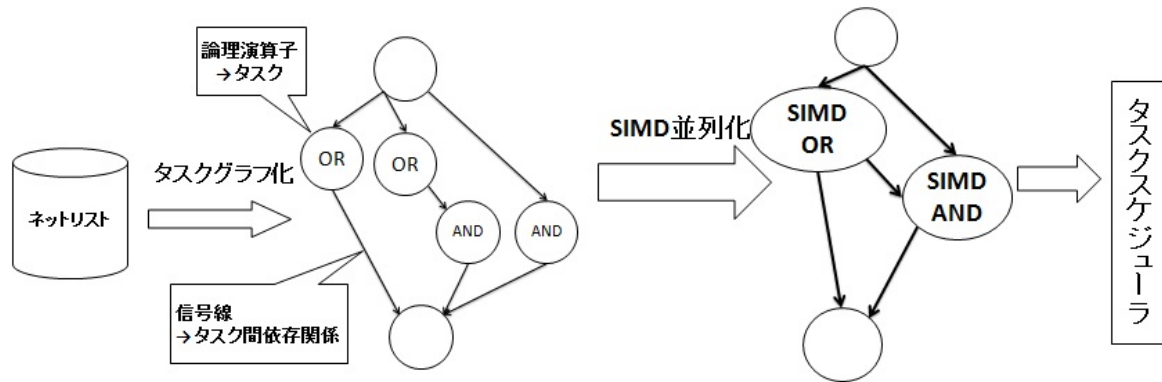 論理演算子
→タスク
ネットリスト
タスクグラフ化
OR
OR
AND
AND
信号線
→タスク間依存関係
SIMD並列化
SIMD
OR
SIMD
AND
タスクスケジューラ